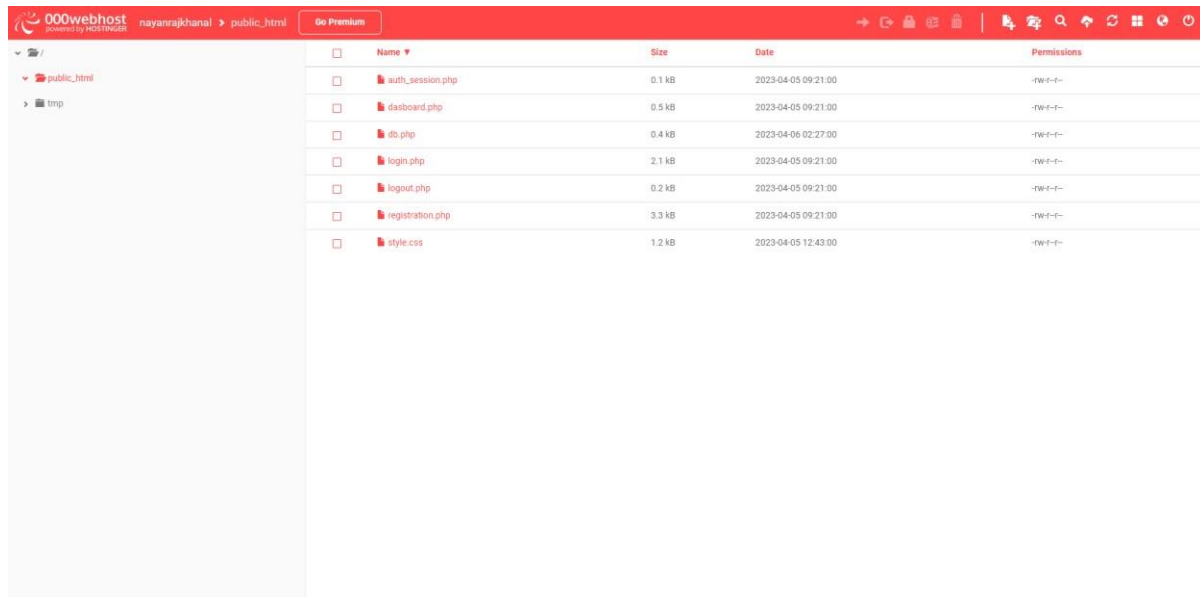 000webhost
powered by HOSTINGER
nayanrajkhanal > public_html
Go Premium
/
public_html
tmp
Name ▼ Size Date Permissions
auth_session.php 0.1 kB 2023-04-05 09:21:00 -rw-r--r--
dasboard.php 0.5 kB 2023-04-05 09:21:00 -rw-r--r--
db.php 0.4 kB 2023-04-06 02:27:00 -rw-r--r--
login.php 2.1 kB 2023-04-05 09:21:00 -rw-r--r--
logout.php 0.2 kB 2023-04-05 09:21:00 -rw-r--r--
registration.php 3.3 kB 2023-04-05 09:21:00 -rw-r--r--
style.css 1.2 kB 2023-04-05 12:43:00 -rw-r--r--